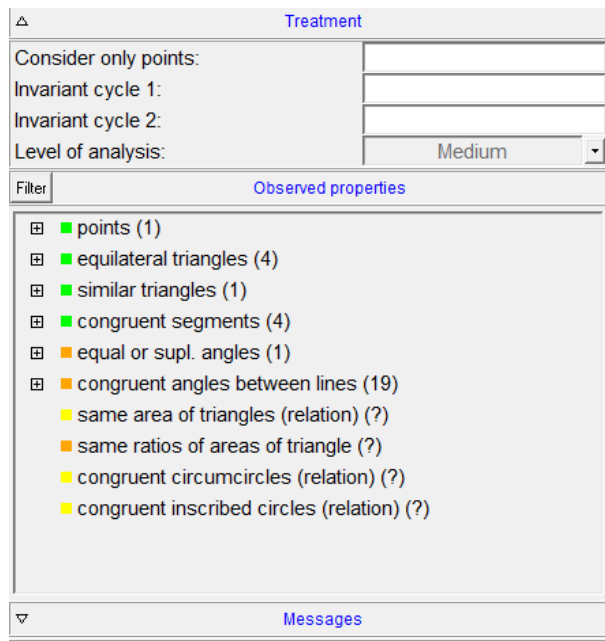 Treatment
Consider only points:
Invariant cycle 1:
Invariant cycle 2:
Level of analysis: Medium
Filter Observed properties
points (1)
equilateral triangles (4)
similar triangles (1)
congruent segments (4)
equal or supl. angles (1)
congruent angles between lines (19)
same area of triangles (relation) (?)
same ratios of areas of triangle (?)
congruent circumcircles (relation) (?)
congruent inscribed circles (relation) (?)
Messages